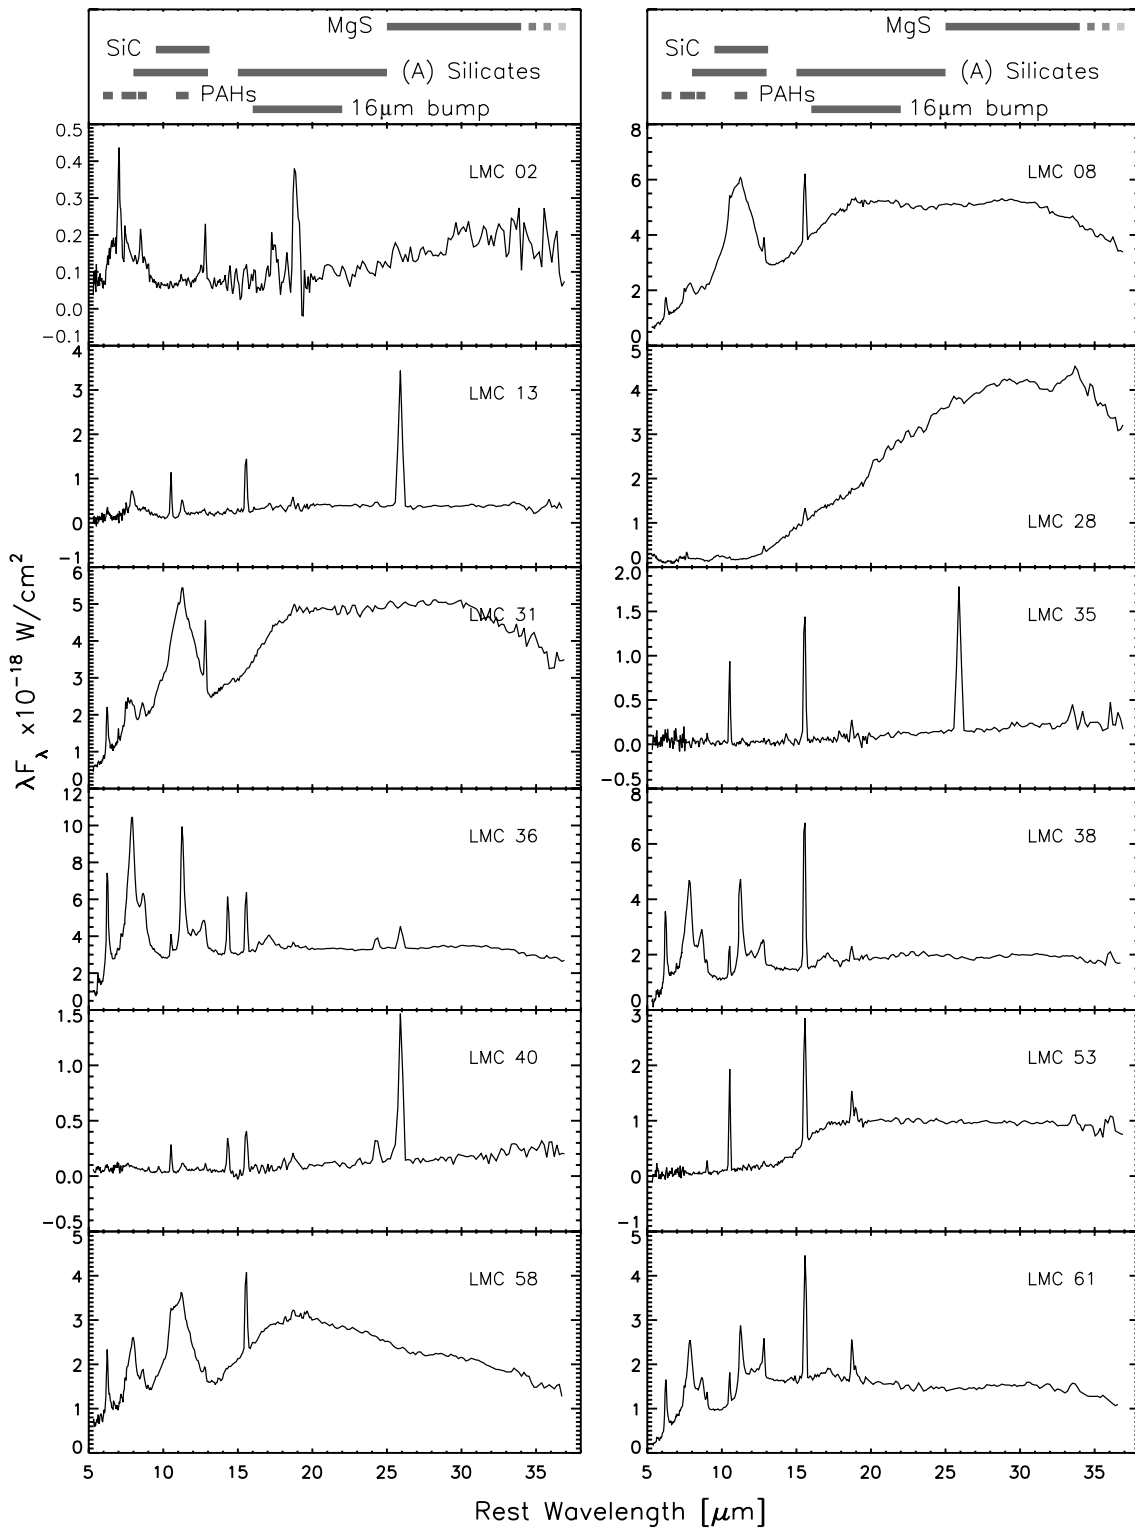 MgS MgS
SiC SiC
(A) Silicates (A) Silicates
PAHs PAHs
16μm bump 16μm bump
0.5 8
LMC 02 LMC 08
0.4
6
0.3
0.2 4
0.1
2
0.0
-0.1 0
4 5
LMC 13
3 4
2 3
1 2
LMC 28
0 1
-1 0
6 2.0
5 LMC 31 1.5 LMC 35
4
1.0
3
0.5
2
1 0.0
0 -0.5
12 8
10 LMC 36 LMC 38
6
8
6 4
4
2
2
0 0
1.5 3
LMC 40 LMC 53
1.0 2
0.5 1
0.0 0
-0.5 -1
5 5
4 LMC 58 4 LMC 61
3 3
2 2
1 1
0 0
5 10 15 20 25 30 35 5 10 15 20 25 30 35
λF_λ x10⁻¹⁸ W/cm²
Rest Wavelength [μm]